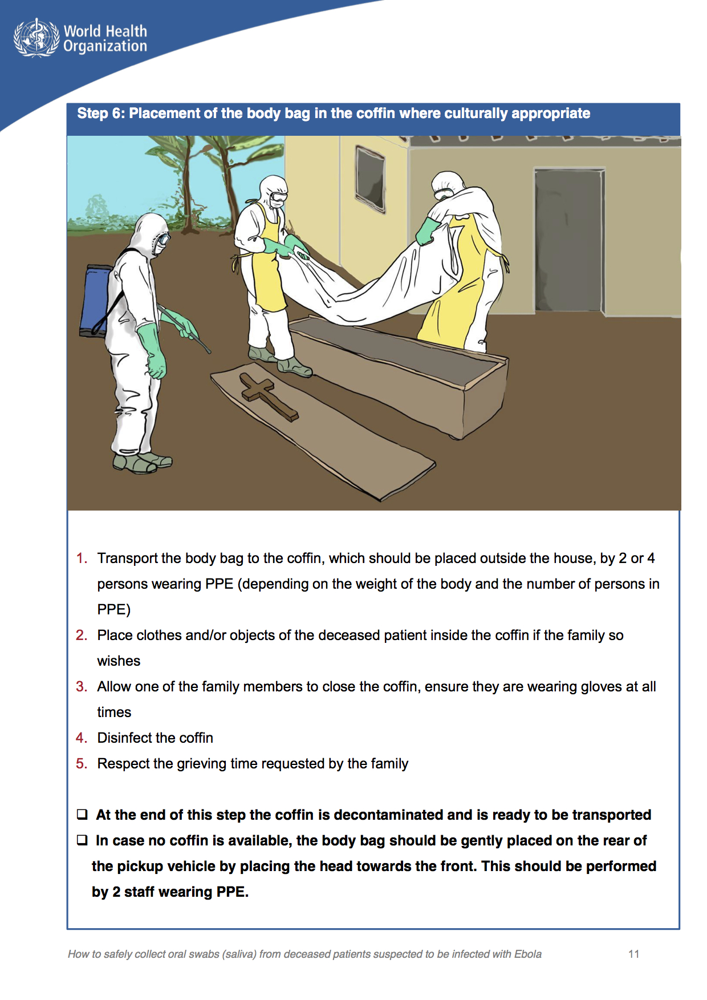 World Health
Organization
Step 6: Placement of the body bag in the coffin where culturally appropriate
1. Transport the body bag to the coffin, which should be placed outside the house, by 2 or 4
persons wearing PPE (depending on the weight of the body and the number of persons in
PPE)
2. Place clothes and/or objects of the deceased patient inside the coffin if the family so
wishes
3. Allow one of the family members to close the coffin, ensure they are wearing gloves at all
times
4. Disinfect the coffin
5. Respect the grieving time requested by the family
❑ At the end of this step the coffin is decontaminated and is ready to be transported
❑ In case no coffin is available, the body bag should be gently placed on the rear of
the pickup vehicle by placing the head towards the front. This should be performed
by 2 staff wearing PPE.
How to safely collect oral swabs (saliva) from deceased patients suspected to be infected with Ebola 11